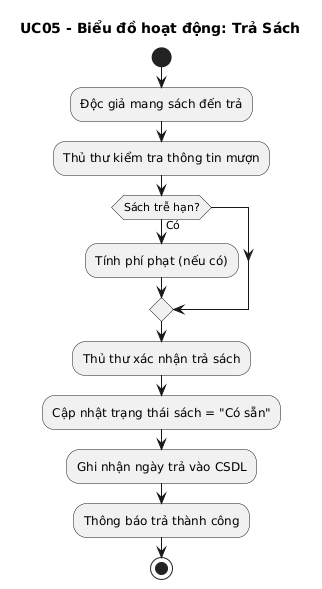 UC05 - Biểu đồ hoạt động: Trả Sách
Độc giả mang sách đến trả
Thủ thư kiểm tra thông tin mượn
Sách trễ hạn?
Có
Tính phí phạt (nếu có)
Thủ thư xác nhận trả sách
Cập nhật trạng thái sách = "Có sẵn"
Ghi nhận ngày trả vào CSDL
Thông báo trả thành công